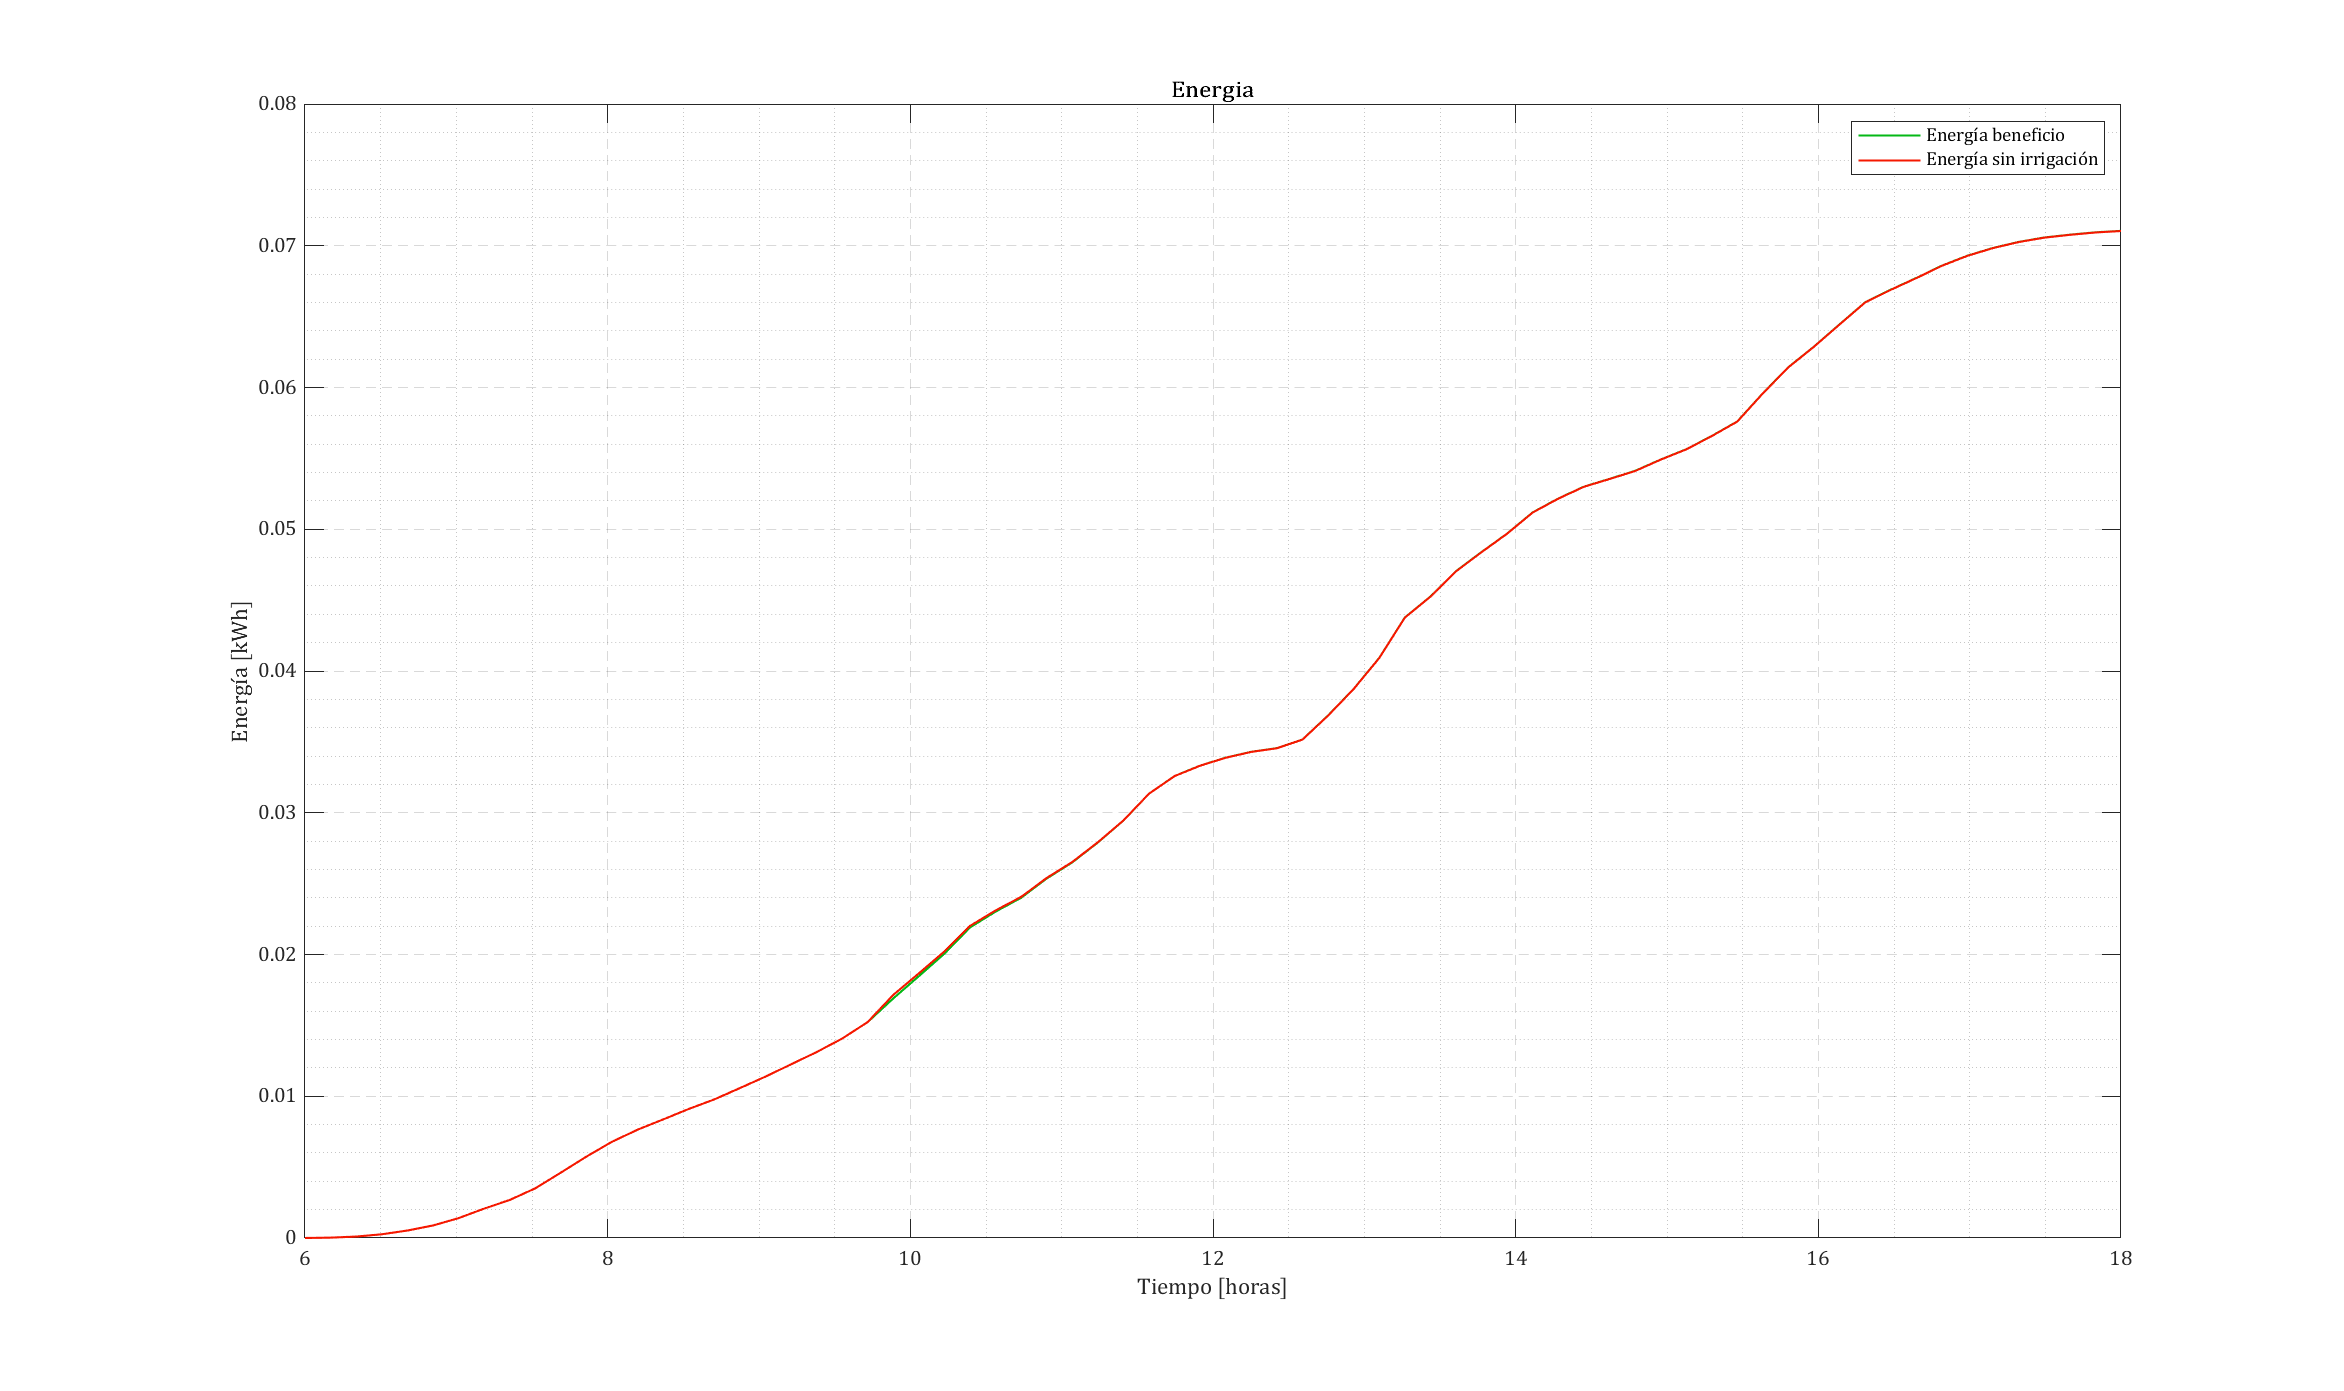 Energia
Energía beneficio
Energía sin irrigación
0.08
0.07
0.06
0.05
0.04
0.03
0.02
0.01
0
Energía [kWh]
6 8 10 12 14 16 18
Tiempo [horas]